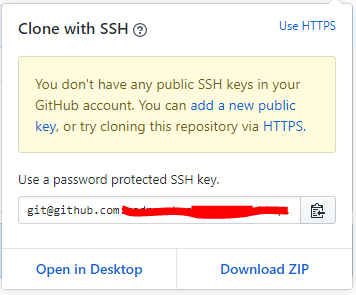 Clone with SSH
Use HTTPS
You don't have any public SSH keys in your
GitHub account. You can add a new public
key, or try cloning this repository via HTTPS.
Use a password protected SSH key.
git@github.com:
Open in Desktop
Download ZIP